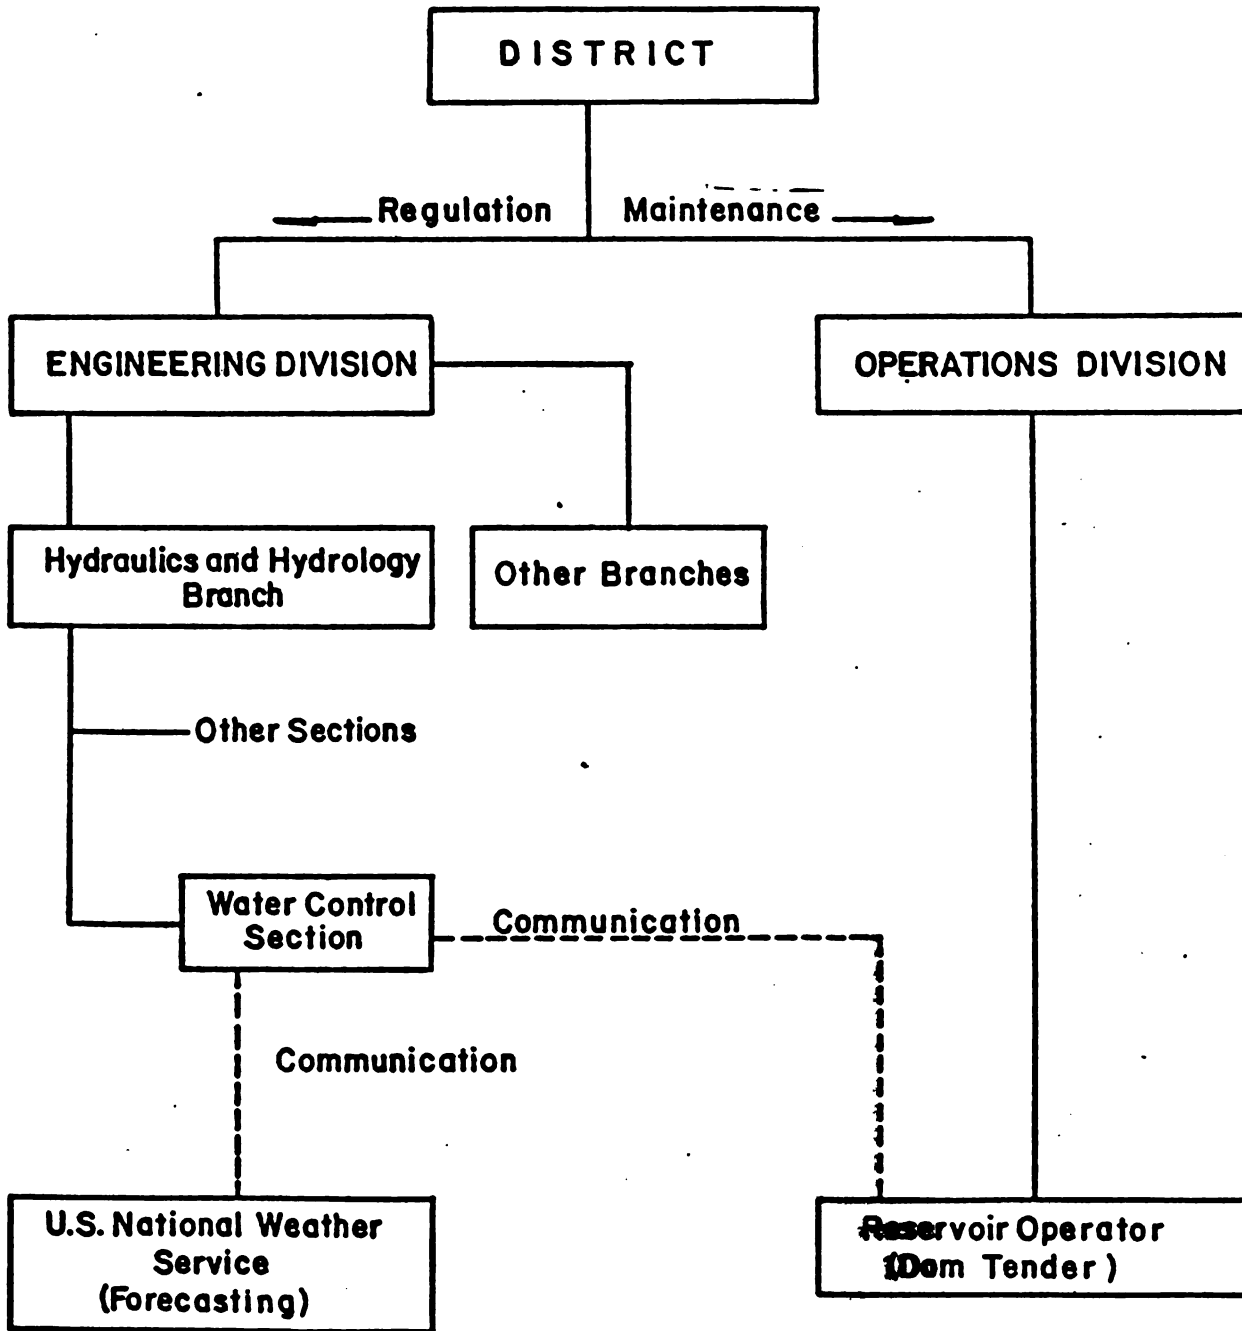 DISTRICT
Regulation Maintenance
ENGINEERING DIVISION
OPERATIONS DIVISION
Hydraulics and Hydrology
Branch
Other Branches
Other Sections
Water Control
Section
Communication
Communication
U.S. National Weather
Service
(Forecasting)
Reservoir Operator
(Dam Tender)